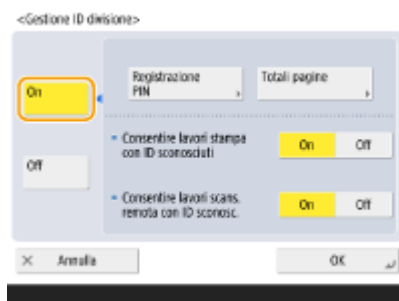 <Gestione ID divisione>
On
Registrazione
PIN
Totali pagine
Consentire lavori stampa
con ID sconosciuti
On
Off
Off
Consentire lavori scans.
remota con ID sconosc.
On
Off
Annulla
OK